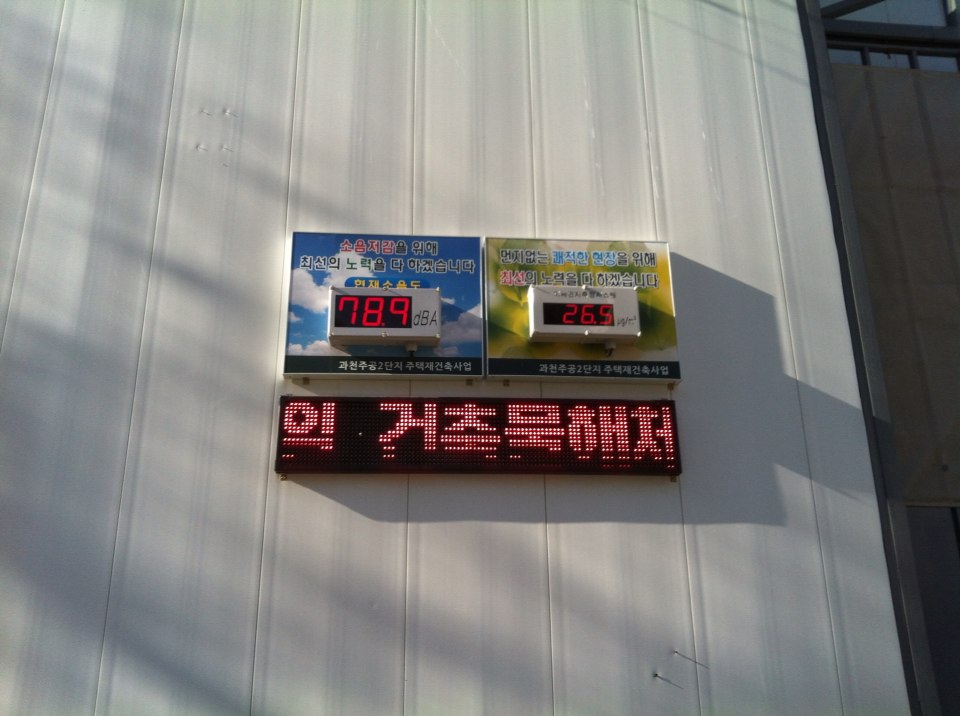 소음저감을 위해
최선의 노력을 다 하겠습니다
현재소음도
78.9 dBA
과천주공2단지 주택재건축사업
먼지없는 쾌적한 현장을 위해
최선의 노력을 다 하겠습니다
26.5 μg/㎥
과천주공2단지 주택재건축사업
의 건축물해체